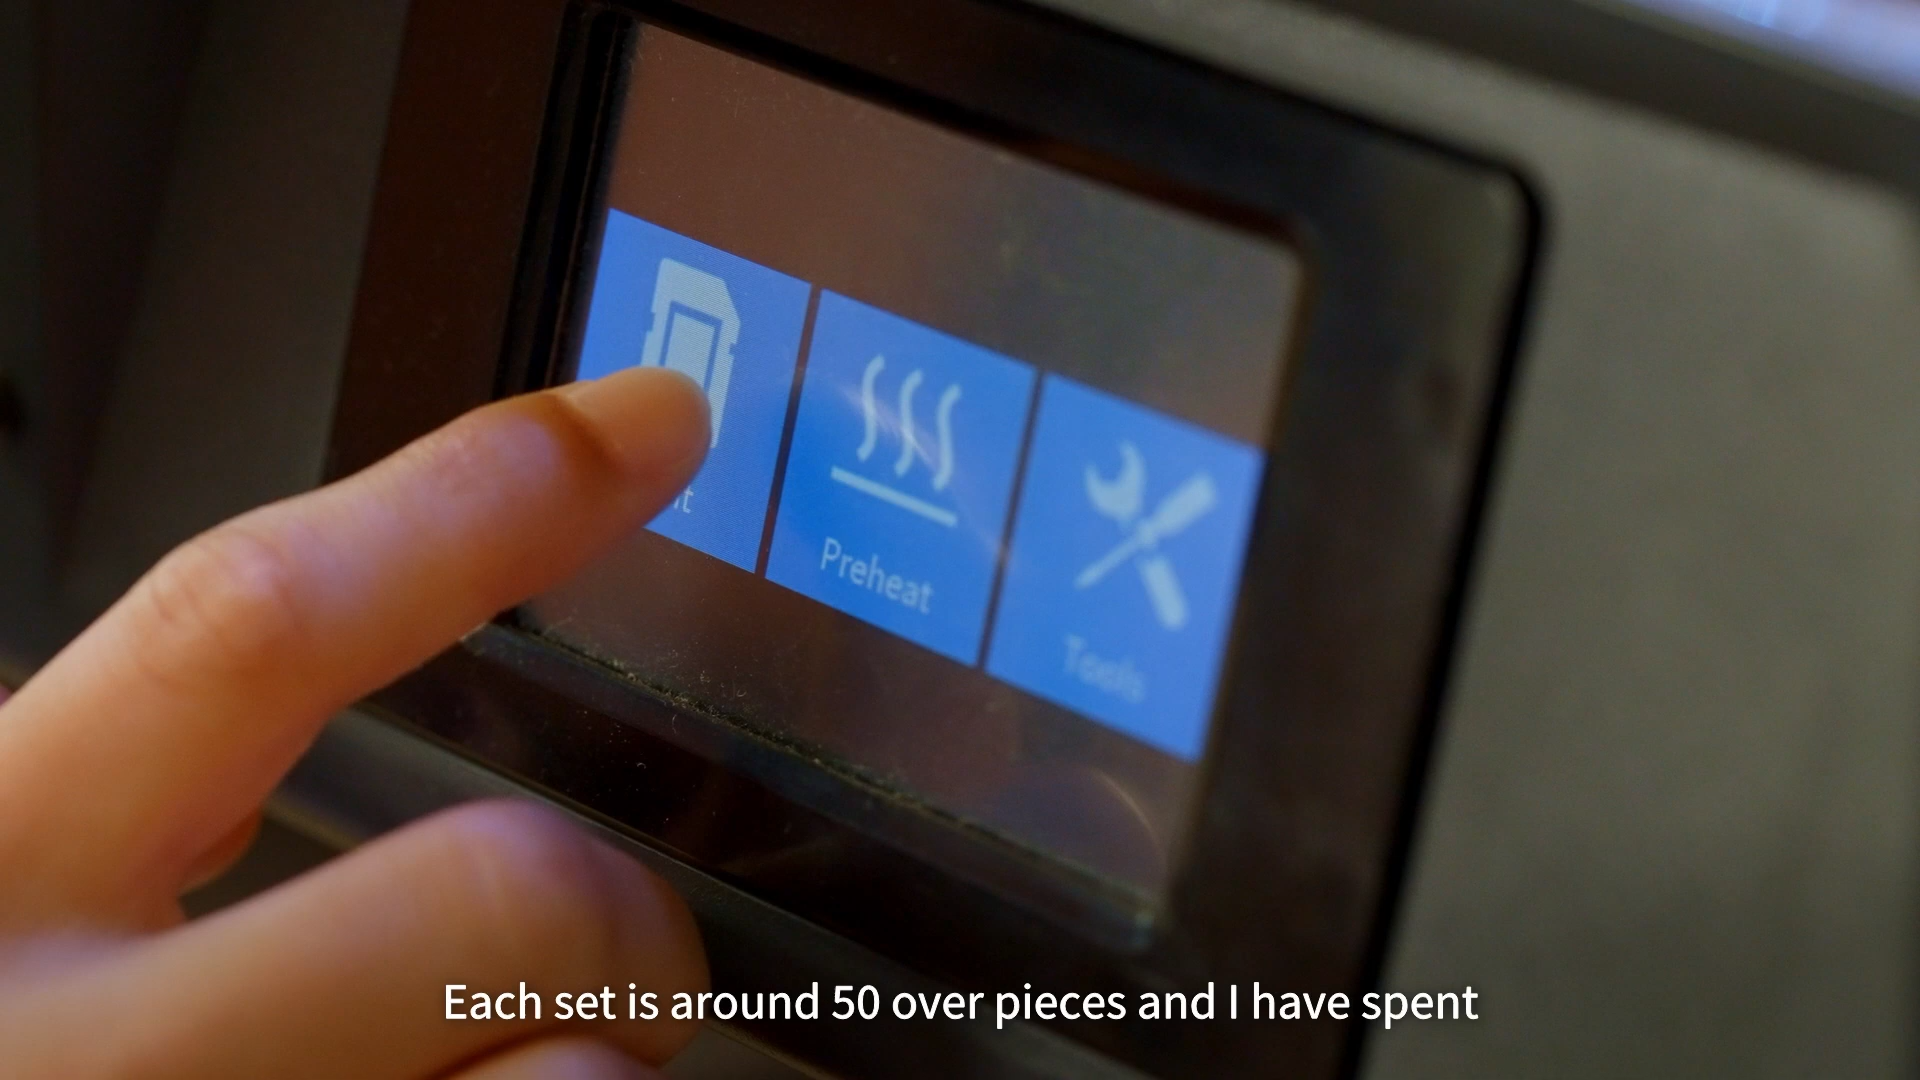 Preheat
Tools
Each set is around 50 over pieces and I have spent